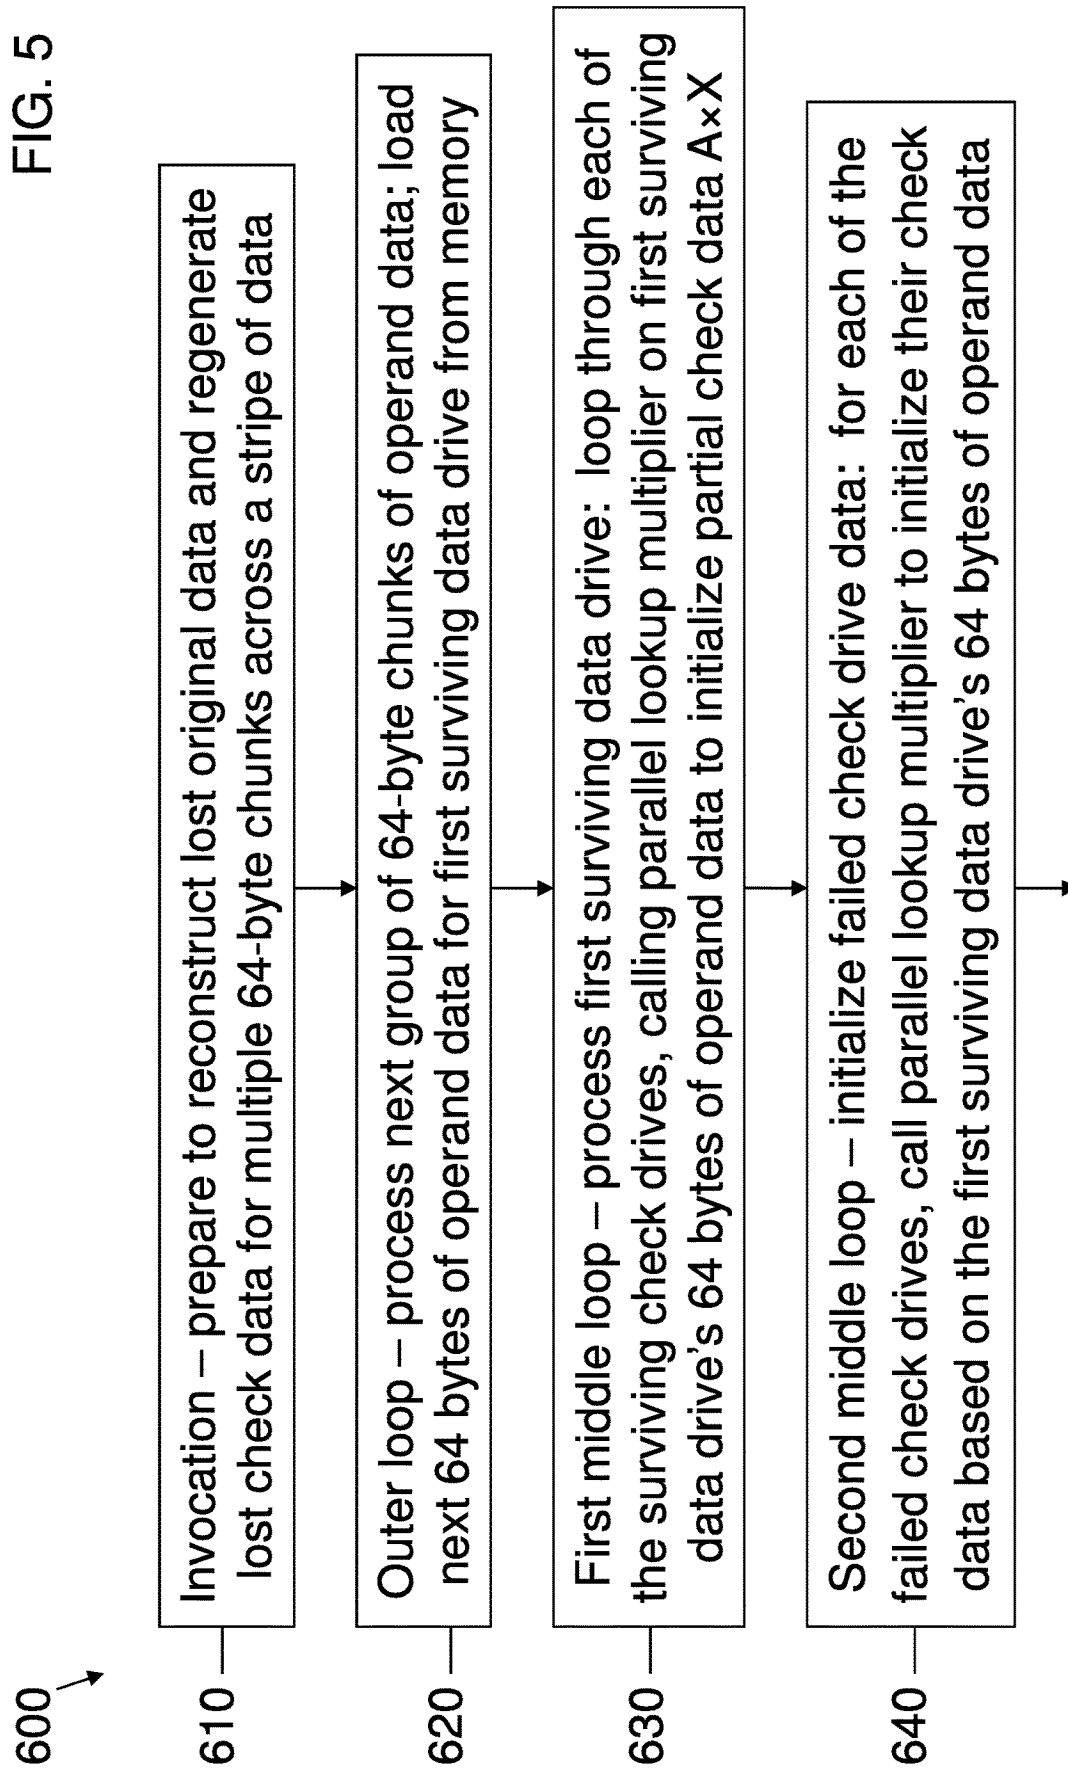 FIG. 5
600
610
Invocation – prepare to reconstruct lost original data and regenerate
lost check data for multiple 64-byte chunks across a stripe of data
620
Outer loop – process next group of 64-byte chunks of operand data; load
next 64 bytes of operand data for first surviving data drive from memory
630
First middle loop – process first surviving data drive: loop through each of
the surviving check drives, calling parallel lookup multiplier on first surviving
data drive’s 64 bytes of operand data to initialize partial check data A×X
640
Second middle loop – initialize failed check drive data: for each of the
failed check drives, call parallel lookup multiplier to initialize their check
data based on the first surviving data drive’s 64 bytes of operand data